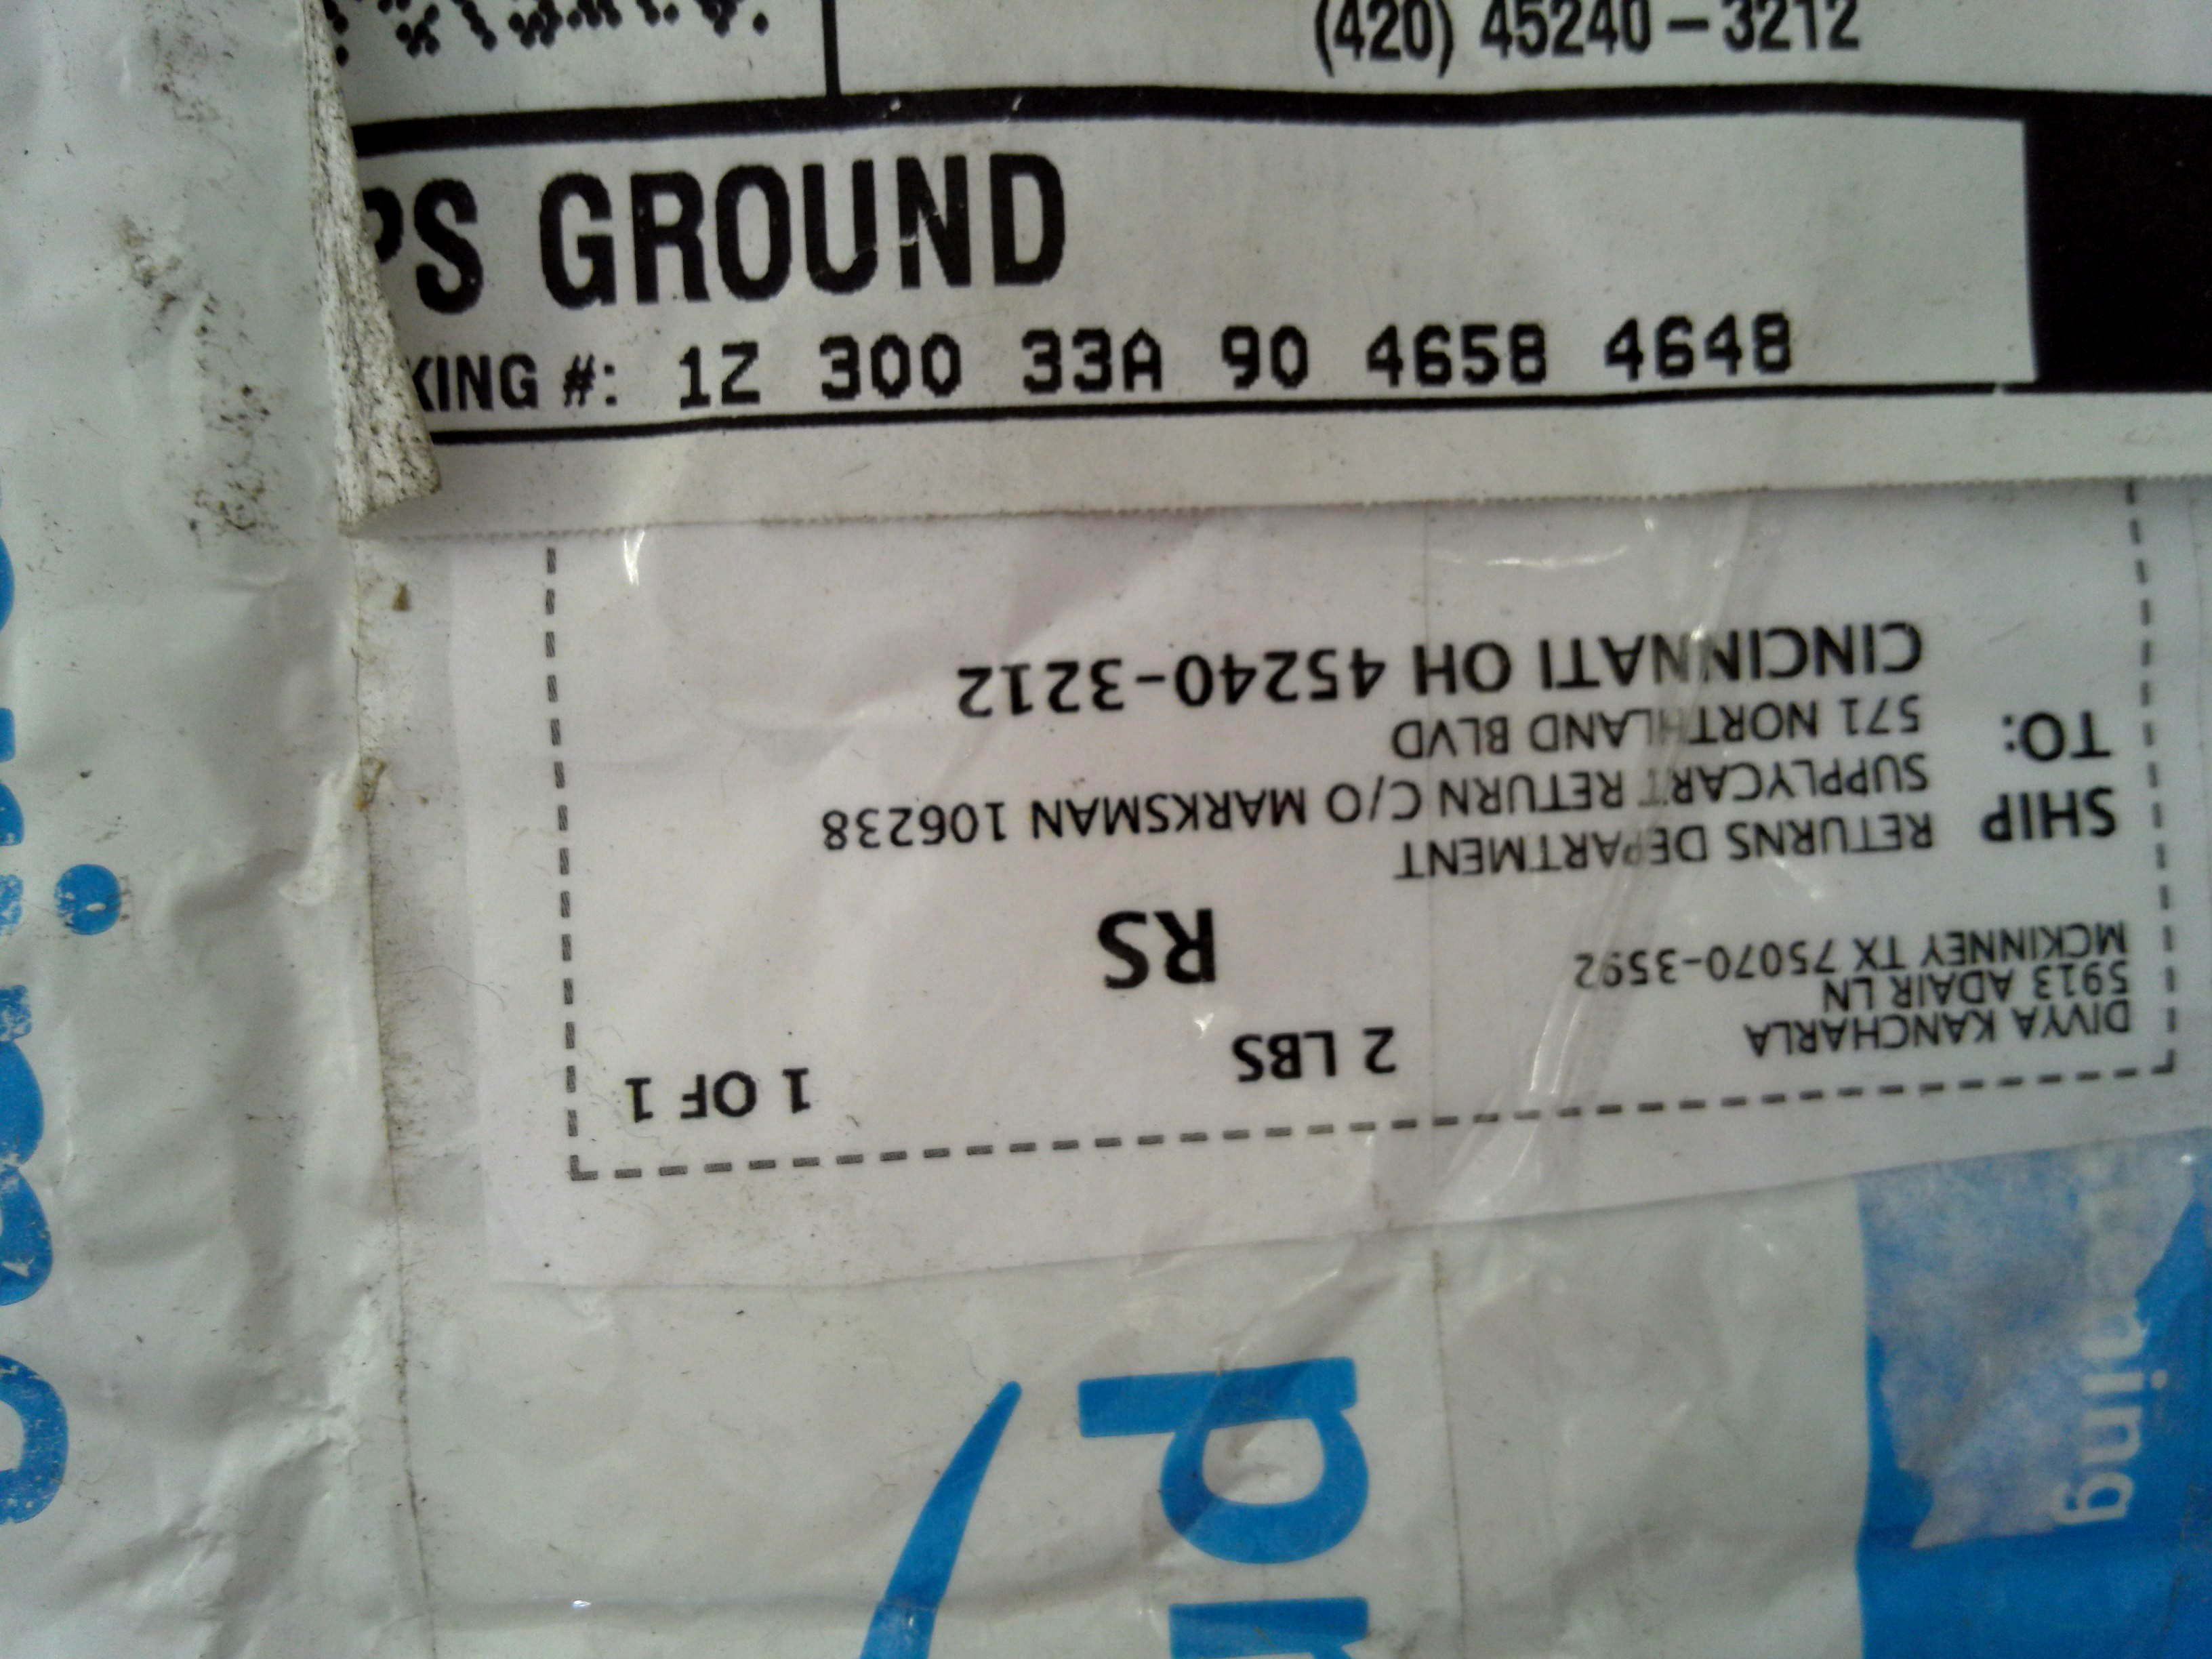 (420) 45240-3212
PS GROUND
KING #: 1Z 300 33A 90 4658 4648
DIVYA KANCHARLA
5913 ADAIR LN
MCKINNEY TX 75070-3592
2 LBS
1 OF 1
RS
SHIP
TO:
RETURNS DEPARTMENT
SUPPLYCART RETURN C/O MARKSMAN 106238
571 NORTHLAND BLVD
CINCINNATI OH 45240-3212
pr